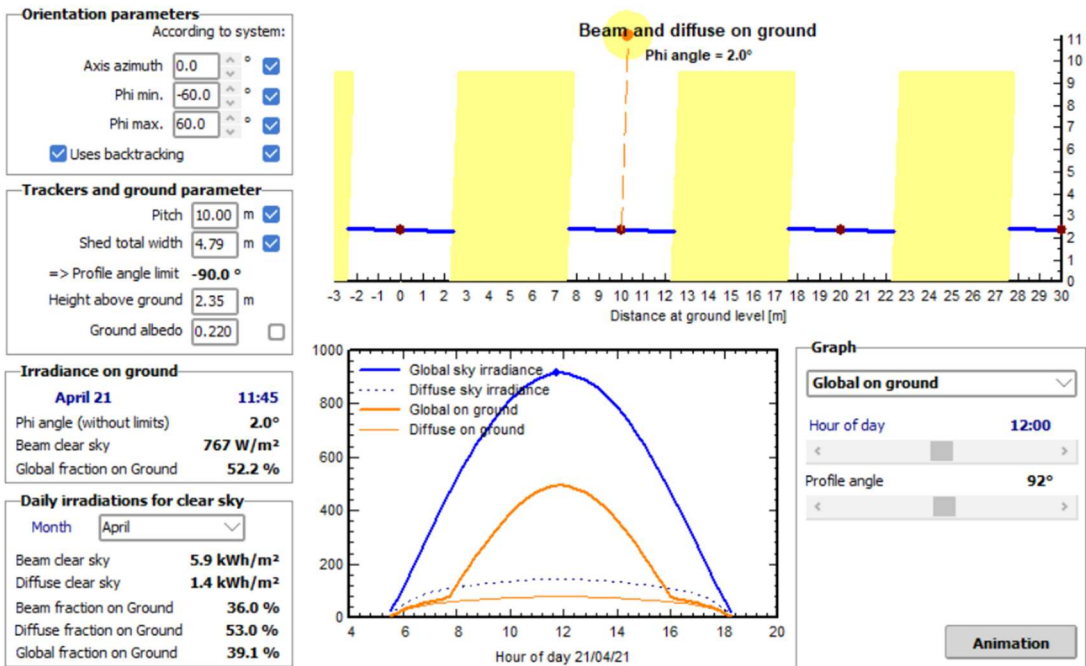 Orientation parameters
According to system:
Axis azimuth 0.0 °
Phi min. -60.0 °
Phi max. 60.0 °
Uses backtracking
Trackers and ground parameter
Pitch 10.00 m
Shed total width 4.79 m
=> Profile angle limit -90.0 °
Height above ground 2.35 m
Ground albedo 0.220
Irradiance on ground
April 21 11:45
Phi angle (without limits) 2.0°
Beam clear sky 767 W/m²
Global fraction on Ground 52.2 %
Daily irradiations for clear sky
Month April
Beam clear sky 5.9 kWh/m²
Diffuse clear sky 1.4 kWh/m²
Beam fraction on Ground 36.0 %
Diffuse fraction on Ground 53.0 %
Global fraction on Ground 39.1 %
Beam and diffuse on ground
Phi angle = 2.0°
11
10
9
8
7
6
5
4
3
2
1
0
-3 -2 -1 0 1 2 3 4 5 6 7 8 9 10 11 12 13 14 15 16 17 18 19 20 21 22 23 24 25 26 27 28 29 30
Distance at ground level [m]
1000
800
600
400
200
0
Global sky irradiance
Diffuse sky irradiance
Global on ground
Diffuse on ground
4 6 8 10 12 14 16 18 20
Hour of day 21/04/21
Graph
Global on ground
Hour of day 12:00
Profile angle 92°
Animation